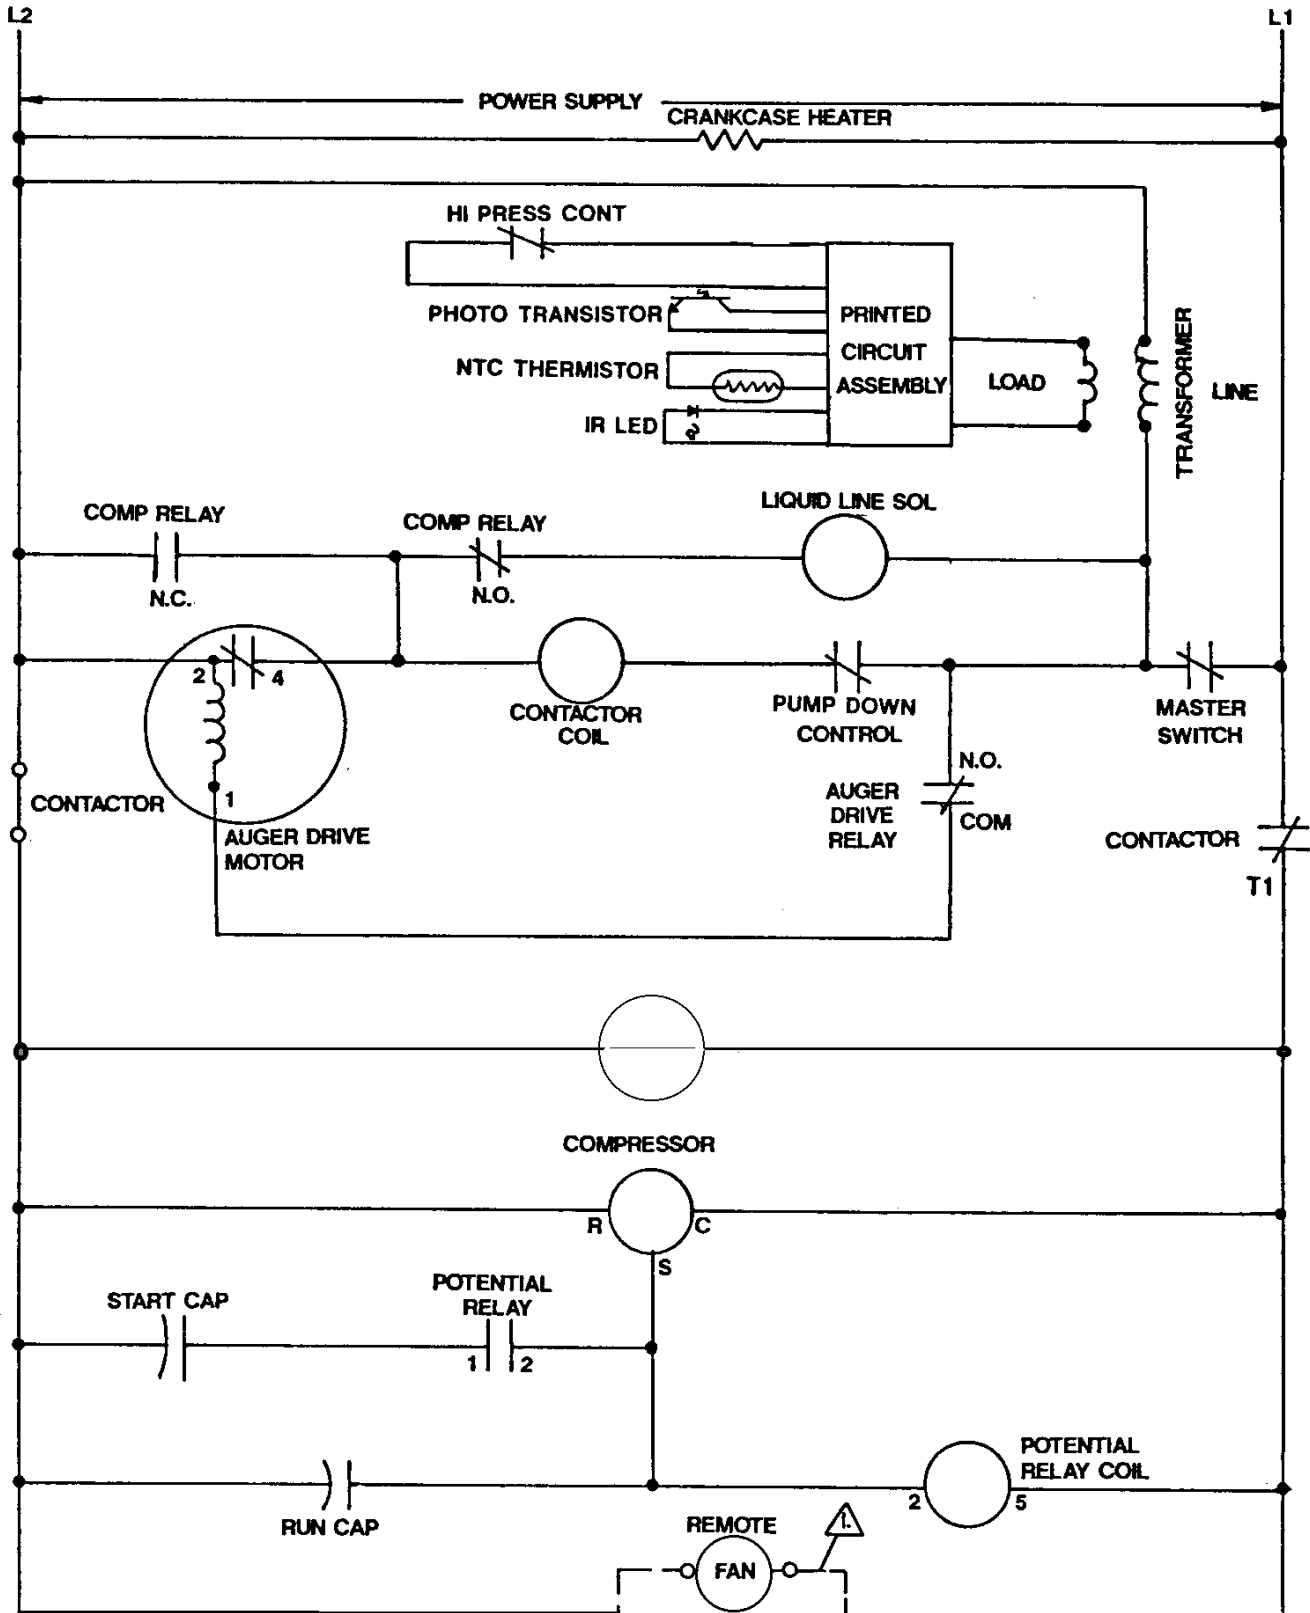 L2
L1
POWER SUPPLY
CRANKCASE HEATER
HI PRESS CONT
PHOTO TRANSISTOR
NTC THERMISTOR
IR LED
PRINTED
CIRCUIT
ASSEMBLY
LOAD
TRANSFORMER
LINE
COMP RELAY
N.C.
COMP RELAY
N.O.
LIQUID LINE SOL
2
4
1
AUGER DRIVE
MOTOR
CONTACTOR
CONTACTOR
COIL
PUMP DOWN
CONTROL
MASTER
SWITCH
N.O.
AUGER
DRIVE
RELAY
COM
CONTACTOR
T1
COMPRESSOR
R
C
S
START CAP
POTENTIAL
RELAY
1
2
RUN CAP
POTENTIAL
RELAY COIL
2
5
REMOTE
FAN
1.